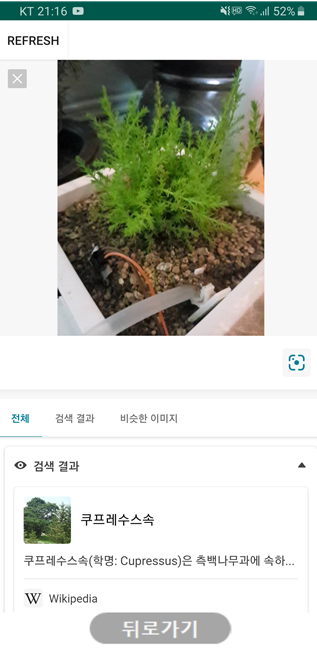 KT 21:16 52%
REFRESH
전체 검색 결과 비슷한 이미지
검색 결과
쿠프레수스속
쿠프레수스속(학명: Cupressus)은 측백나무과에 속하...
W Wikipedia
뒤로가기